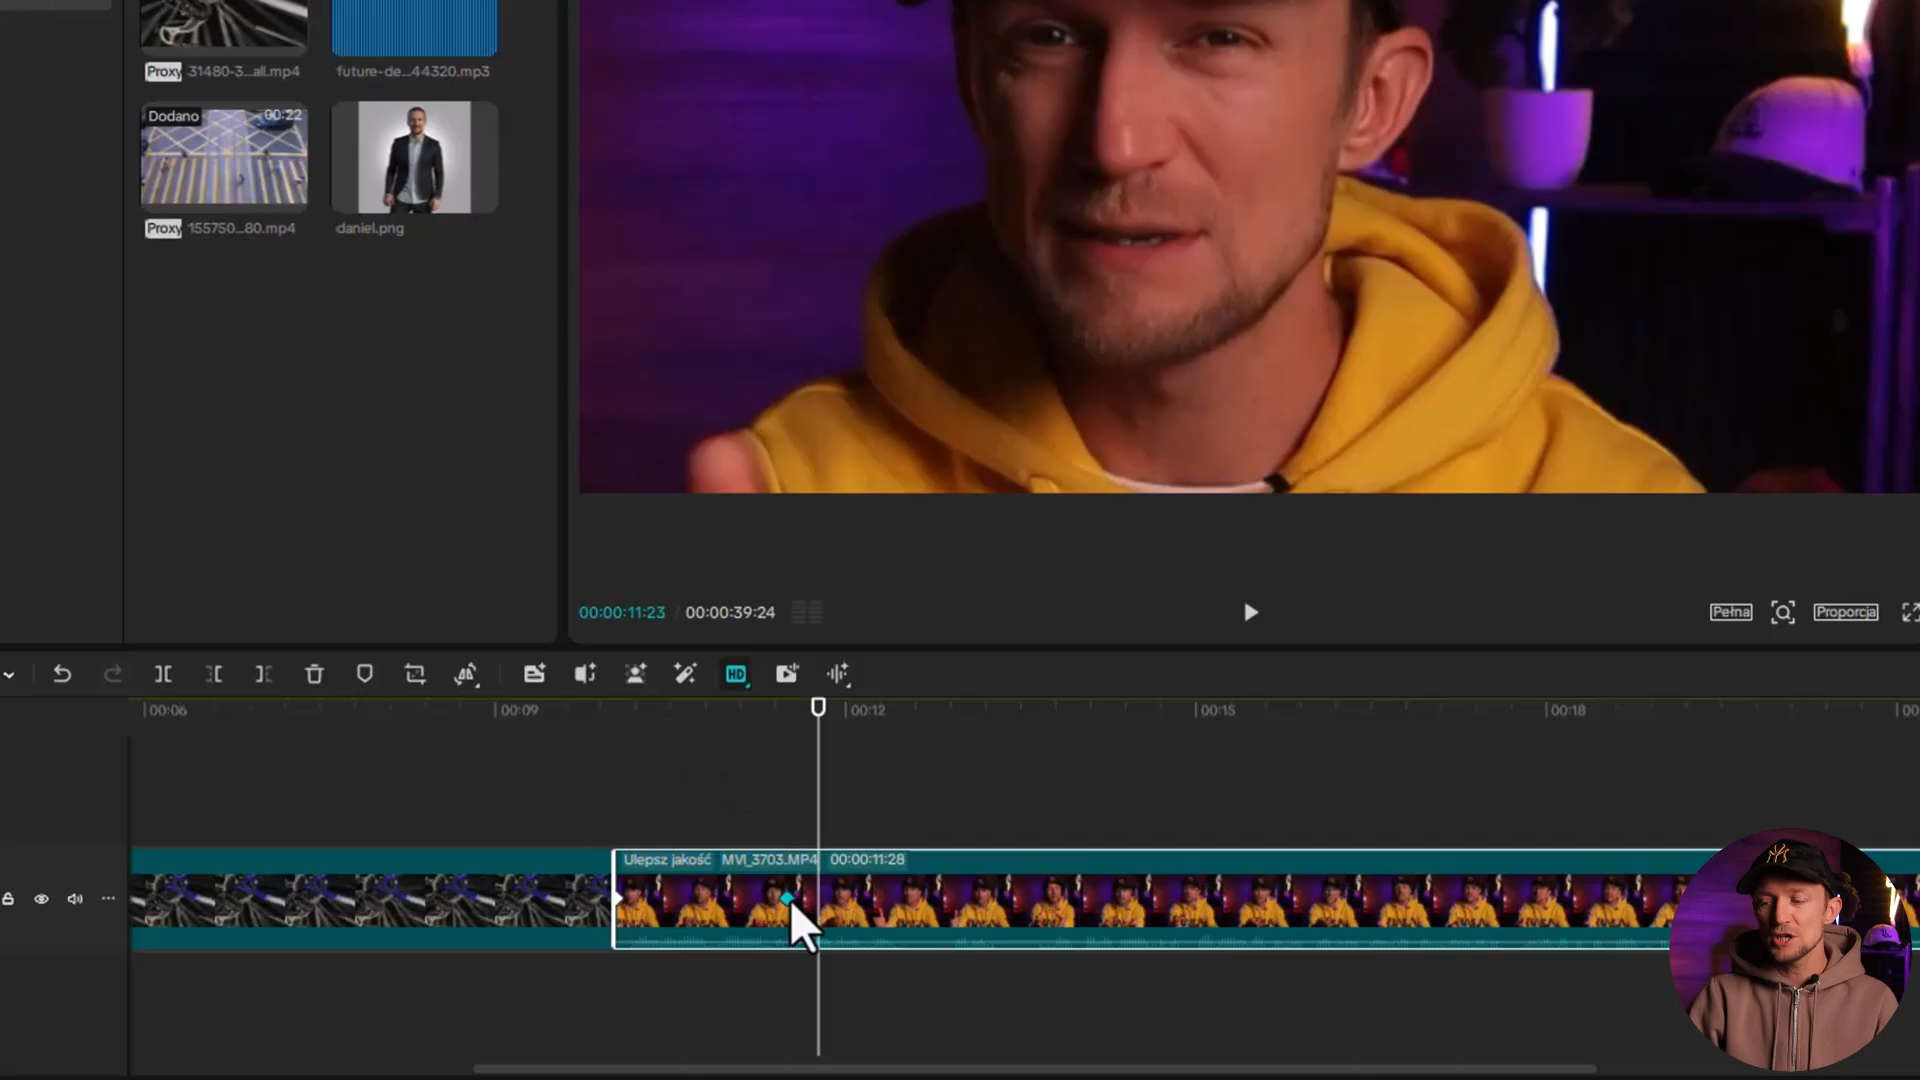 Proxy 31480-3...all.mp4
future-de...44320.mp3
Dodano
00:22
Proxy 155750...80.mp4
daniel.png
00:00:11:23 / 00:00:39:24
Pełna
Proporcja
HD
00:06
00:09
00:12
00:15
00:18
00
Ulepsz jakość MVI_3703.MP4 00:00:11:28